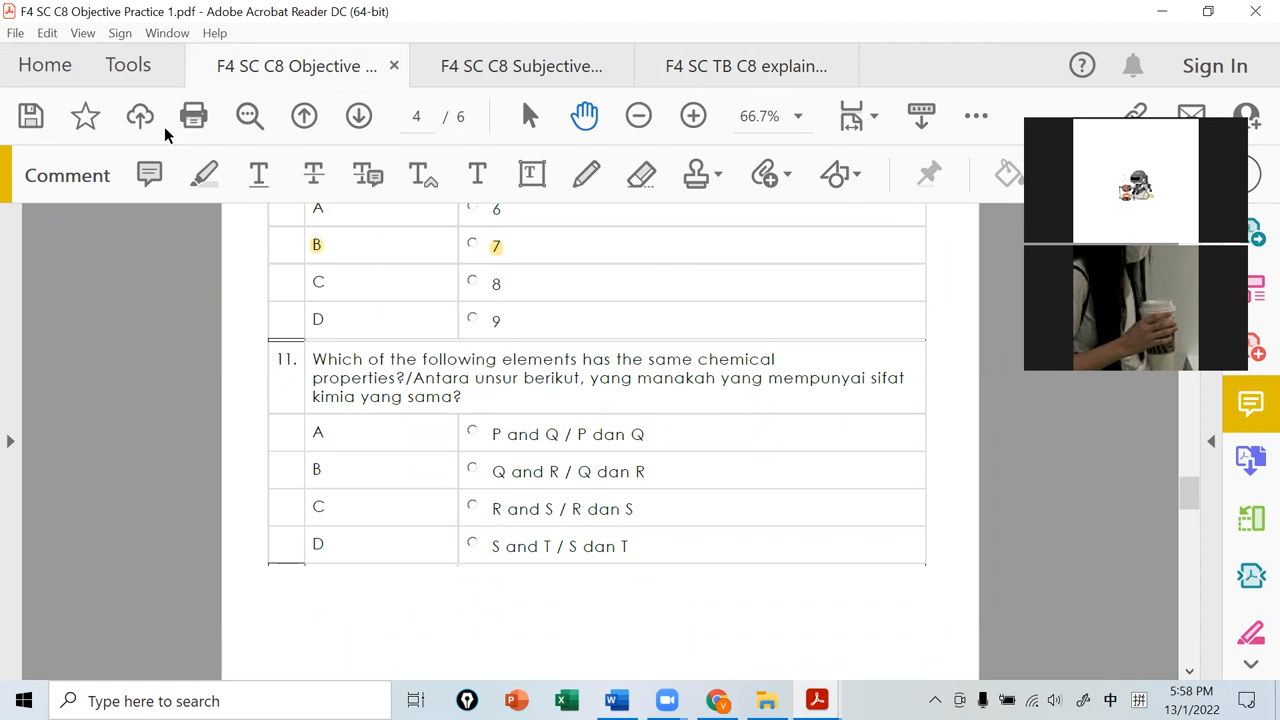 F4 SC C8 Objective Practice 1.pdf - Adobe Acrobat Reader DC (64-bit)
File Edit View Sign Window Help
Home Tools F4 SC C8 Objective ... F4 SC C8 Subjective... F4 SC TB C8 explain... Sign In
4 / 6 66.7%
Comment
A 6
B 7
C 8
D 9
11. Which of the following elements has the same chemical
properties?/Antara unsur berikut, yang manakah yang mempunyai sifat
kimia yang sama?
A P and Q / P dan Q
B Q and R / Q dan R
C R and S / R dan S
D S and T / S dan T
Type here to search
中 拼 5:58 PM
13/1/2022